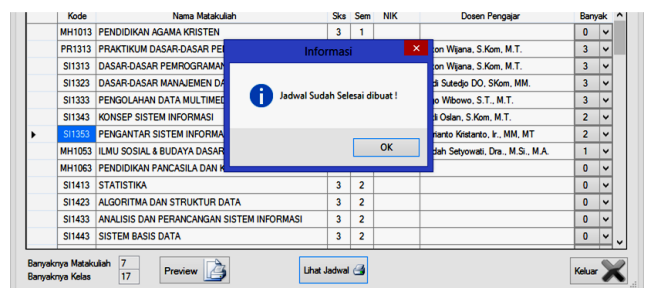 Kode Nama Matakuliah Sks Sem NIK Dosen Pengajar Banyak
MH1013 PENDIDIKAN AGAMA KRISTEN 3 1 0
PR1313 PRAKTIKUM DASAR-DASAR PE ton Wijana, S.Kom, M.T. 3
SI1313 DASAR-DASAR PEMROGRAMAN ton Wijana, S.Kom, M.T. 3
SI1323 DASAR-DASAR MANAJEMEN DA di Sutedjo DO, SKom, MM. 3
SI1333 PENGOLAHAN DATA MULTIMED o Wibowo, S.T., M.T. 3
SI1343 KONSEP SISTEM INFORMASI di Oslan, S.Kom, M.T. 2
SI1353 PENGANTAR SISTEM INFORMA rianto Kristanto, Ir., MM, MT 2
MH1053 ILMU SOSIAL & BUDAYA DASAR dah Setyowati, Dra., M.Si., M.A. 1
MH1063 PENDIDIKAN PANCASILA DAN K 0
SI1413 STATISTIKA 3 2 0
SI1423 ALGORITMA DAN STRUKTUR DATA 3 2 0
SI1433 ANALISIS DAN PERANCANGAN SISTEM INFORMASI 3 2 0
SI1443 SISTEM BASIS DATA 3 2 0
Informasi
Jadwal Sudah Selesai dibuat !
OK
Banyaknya Matakuliah 7
Banyaknya Kelas 17
Preview
Lihat Jadwal
Keluar